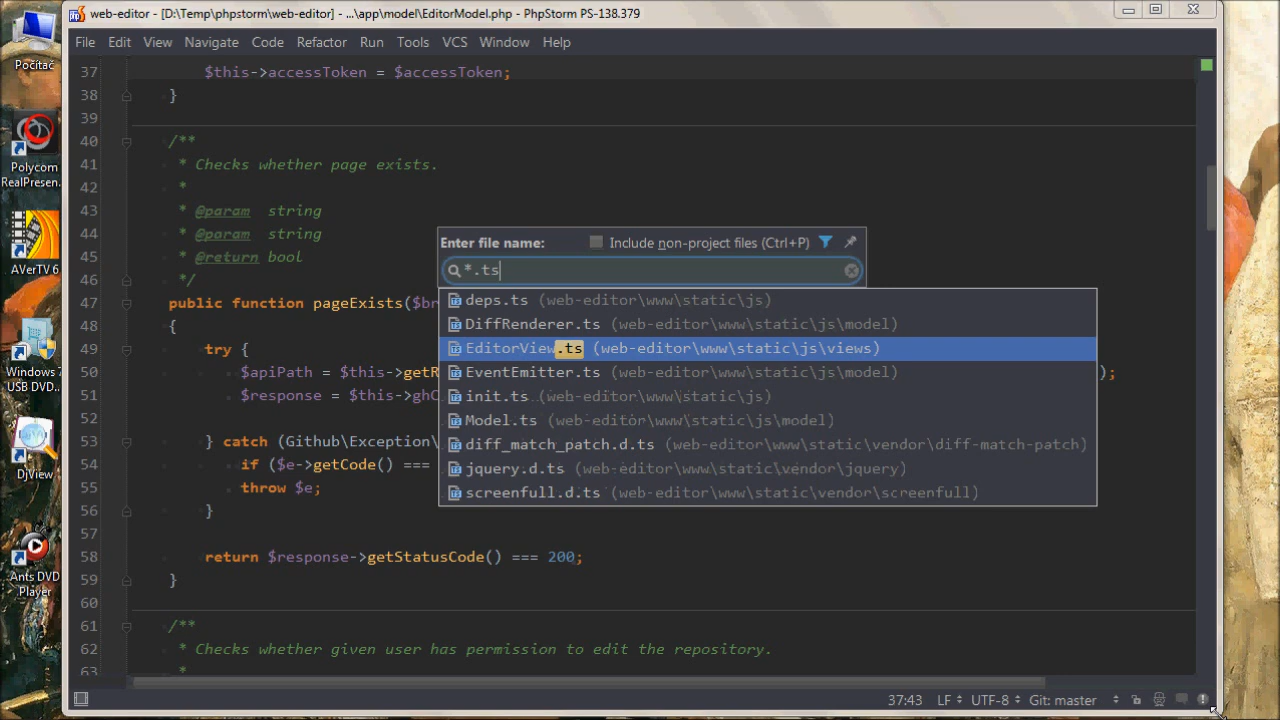 web-editor - [D:\Temp\phpstorm\web-editor] - ...\app\model\EditorModel.php - PhpStorm PS-138.379
File Edit View Navigate Code Refactor Run Tools VCS Window Help
Počítač
Polycom
RealPresen...
AVerTV 6
Windows 7
USB DVD...
DjView
Ants DVD
Player
37 $this->accessToken = $accessToken;
38 }
39
40 /**
41 * Checks whether page exists.
42 *
43 * @param string
44 * @param string
45 * @return bool
46 */
47 public function pageExists($br
48 {
49 try {
50 $apiPath = $this->getR );
51 $response = $this->ghC
52
53 } catch (Github\Exception\
54 if ($e->getCode() ===
55 throw $e;
56 }
57
58 return $response->getStatusCode() === 200;
59 }
60
61 /**
62 * Checks whether given user has permission to edit the repository.
63 *
Enter file name: Include non-project files (Ctrl+P)
*.ts
deps.ts (web-editor\www\static\js)
DiffRenderer.ts (web-editor\www\static\js\model)
EditorView.ts (web-editor\www\static\js\views)
EventEmitter.ts (web-editor\www\static\js\model)
init.ts (web-editor\www\static\js)
Model.ts (web-editor\www\static\js\model)
diff_match_patch.d.ts (web-editor\www\static\vendor\diff-match-patch)
jquery.d.ts (web-editor\www\static\vendor\jquery)
screenfull.d.ts (web-editor\www\static\vendor\screenfull)
37:43 LF UTF-8 Git: master